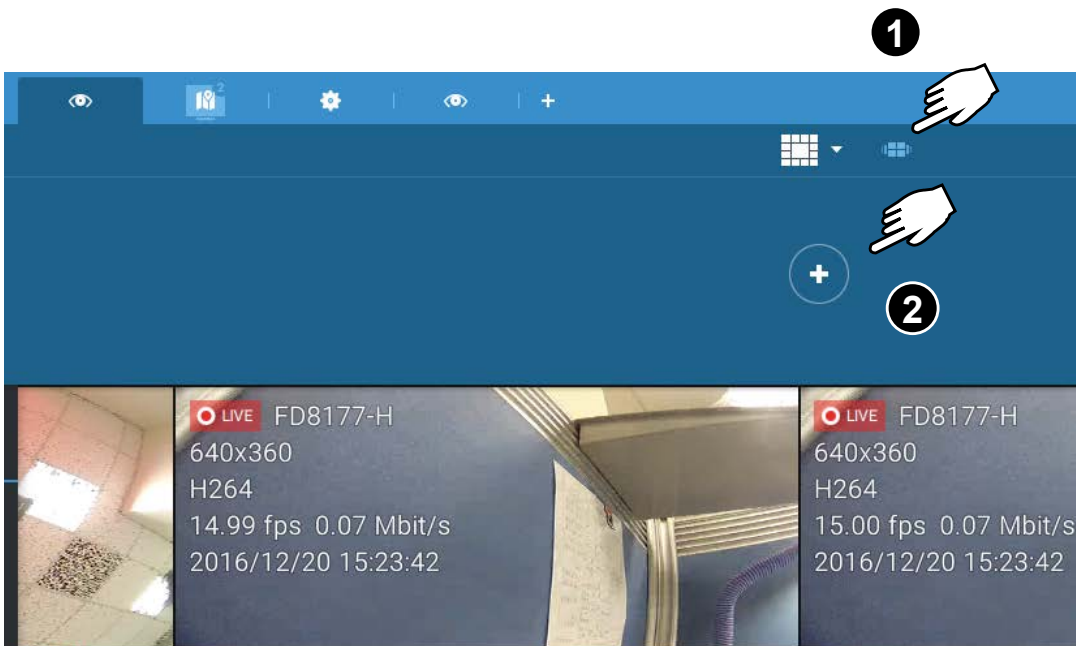 1
2
+
+
2
LIVE FD8177-H
640x360
H264
14.99 fps 0.07 Mbit/s
2016/12/20 15:23:42
LIVE FD8177-H
640x360
H264
15.00 fps 0.07 Mbit/s
2016/12/20 15:23:42